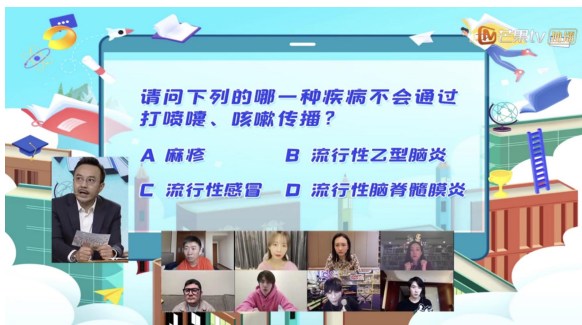 芒果tv
请问下列的哪一种疾病不会通过
打喷嚏、咳嗽传播？
A 麻疹 B 流行性乙型脑炎
C 流行性感冒 D 流行性脑脊髓膜炎